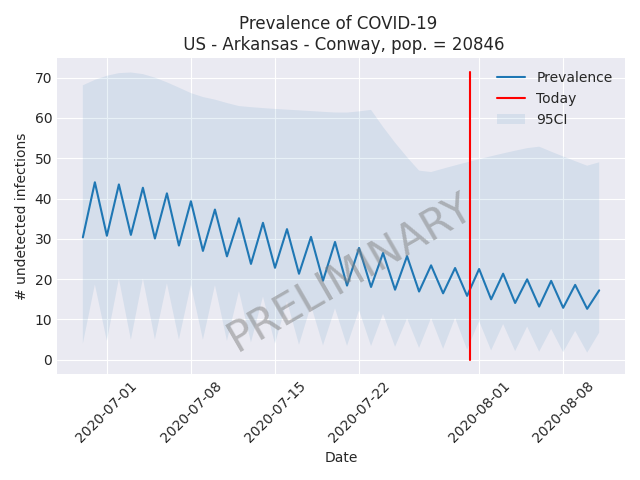 Prevalence of COVID-19
US - Arkansas - Conway, pop. = 20846
Prevalence
Today
95CI
# undetected infections
70
60
50
40
30
20
10
0
PRELIMINARY
2020-07-01
2020-07-08
2020-07-15
2020-07-22
2020-08-01
2020-08-08
Date